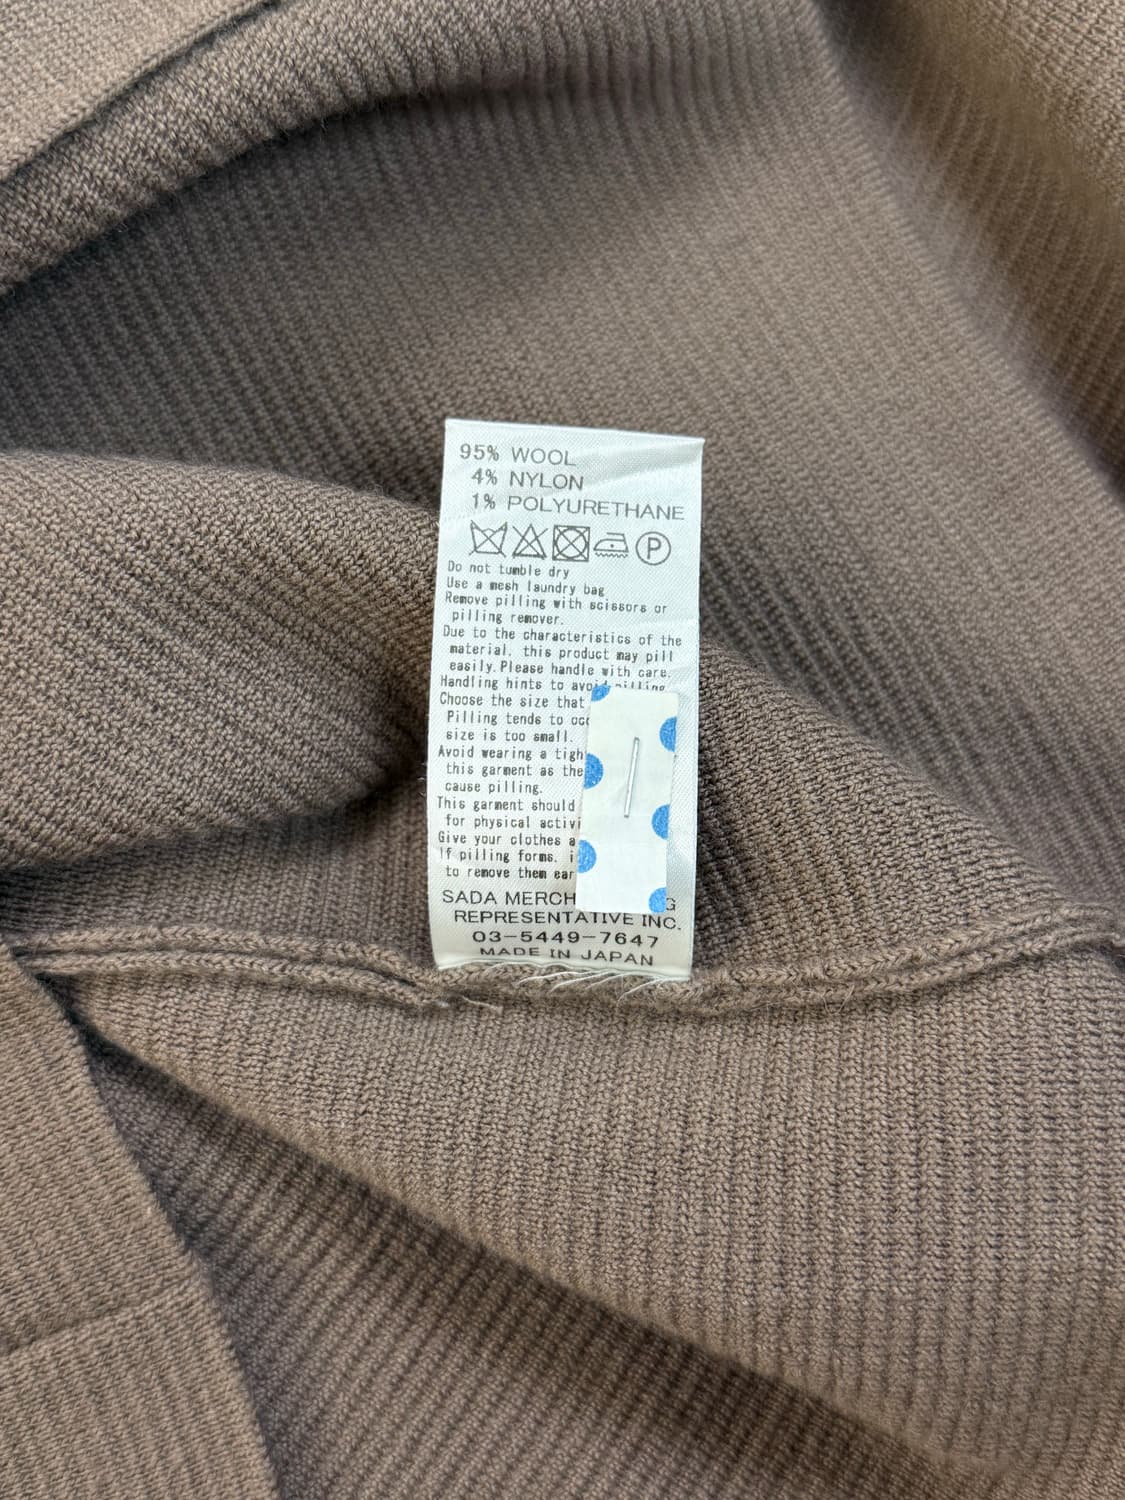 95% WOOL
4% NYLON
1% POLYURETHANE
P
Do not tumble dry
Use a mesh laundry bag
Remove pilling with scissors or
pilling remover.
Due to the characteristics of the
material, this product may pill
easily.Please handle with care.
Handling hints to avoid pilling
Choose the size that
Pilling tends to
size is too small.
Avoid wearing a
this garment as the
cause pilling.
This garment should
for physical
Give your clothes
If pilling forms,
to remove them
SADA
REPRESENTATIVE INC.
03-5449-7647
MADE IN JAPAN